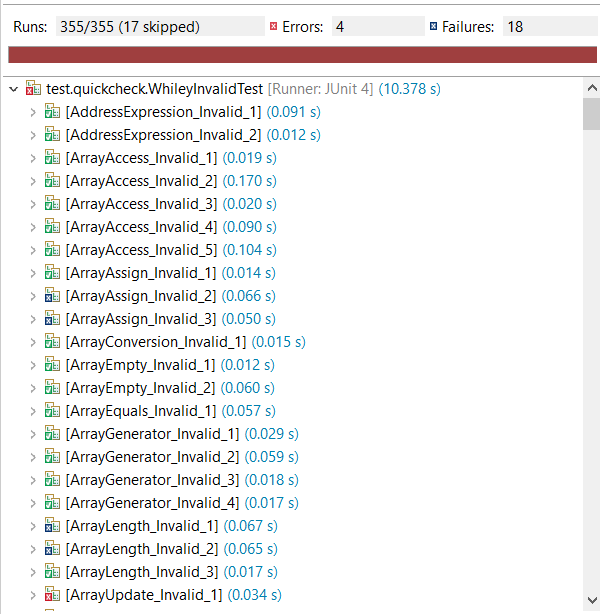 Runs: 355/355 (17 skipped) Errors: 4 Failures: 18
test.quickcheck.WhileyInvalidTest [Runner: JUnit 4] (10.378 s)
[AddressExpression_Invalid_1] (0.091 s)
[AddressExpression_Invalid_2] (0.012 s)
[ArrayAccess_Invalid_1] (0.019 s)
[ArrayAccess_Invalid_2] (0.170 s)
[ArrayAccess_Invalid_3] (0.020 s)
[ArrayAccess_Invalid_4] (0.090 s)
[ArrayAccess_Invalid_5] (0.104 s)
[ArrayAssign_Invalid_1] (0.014 s)
[ArrayAssign_Invalid_2] (0.066 s)
[ArrayAssign_Invalid_3] (0.050 s)
[ArrayConversion_Invalid_1] (0.015 s)
[ArrayEmpty_Invalid_1] (0.012 s)
[ArrayEmpty_Invalid_2] (0.060 s)
[ArrayEquals_Invalid_1] (0.057 s)
[ArrayGenerator_Invalid_1] (0.029 s)
[ArrayGenerator_Invalid_2] (0.059 s)
[ArrayGenerator_Invalid_3] (0.018 s)
[ArrayGenerator_Invalid_4] (0.017 s)
[ArrayLength_Invalid_1] (0.067 s)
[ArrayLength_Invalid_2] (0.065 s)
[ArrayLength_Invalid_3] (0.017 s)
[ArrayUpdate_Invalid_1] (0.034 s)